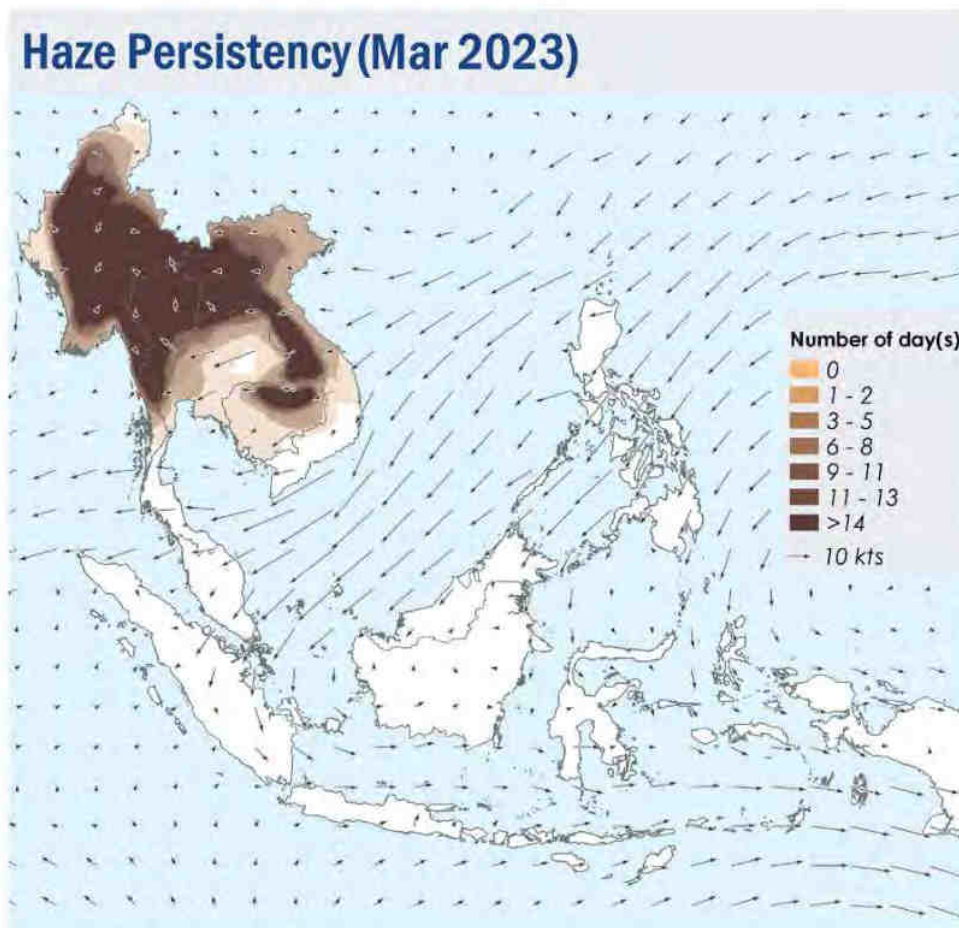 Haze Persistency (Mar 2023)
Number of day(s)
0
1 - 2
3 - 5
6 - 8
9 - 11
11 - 13
>14
10 kts